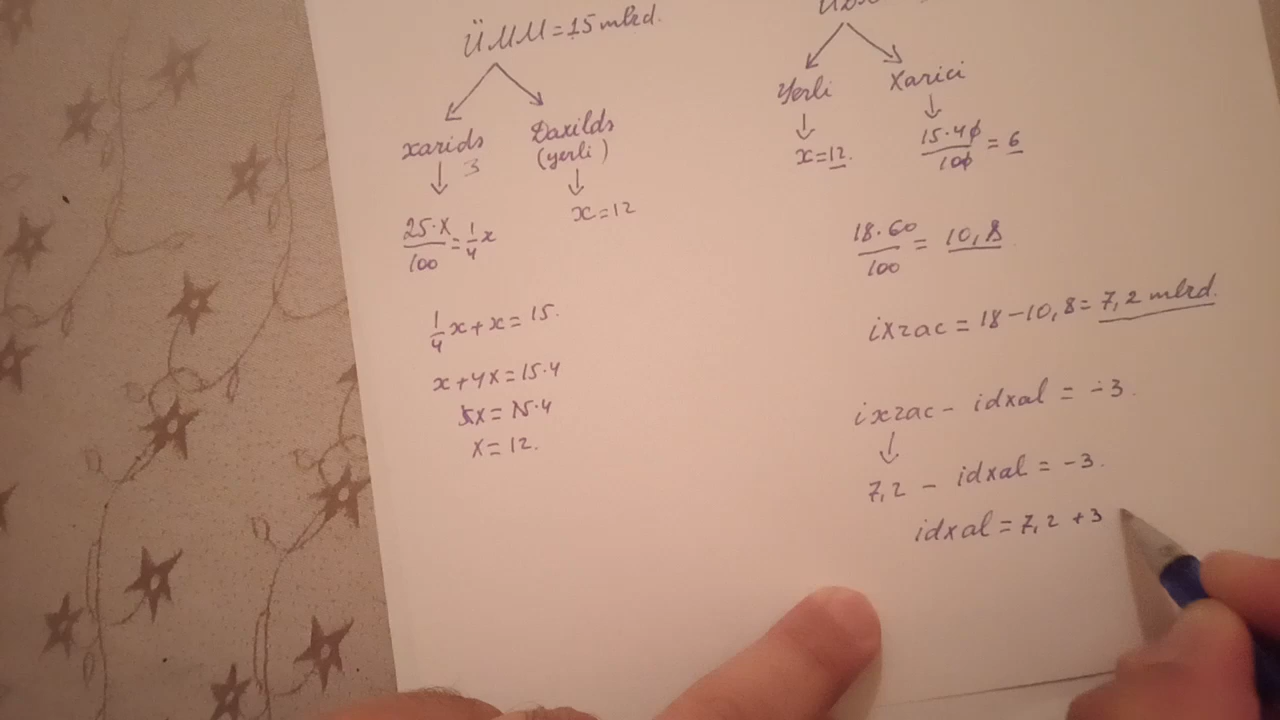 ÜMM = 15 mlrd.
xaricdə
3
Daxildə
(yerli)
25·x/100 = 1/4 x
x = 12
1/4 x + x = 15.
x + 4x = 15·4
5x = 15·4
x = 12.
Yerli
Xarici
x = 12.
15·40/100 = 6
18·60/100 = 10,8
ixrac = 18 - 10,8 = 7,2 mlrd.
ixrac - idxal = -3.
7,2 - idxal = -3.
idxal = 7,2 + 3